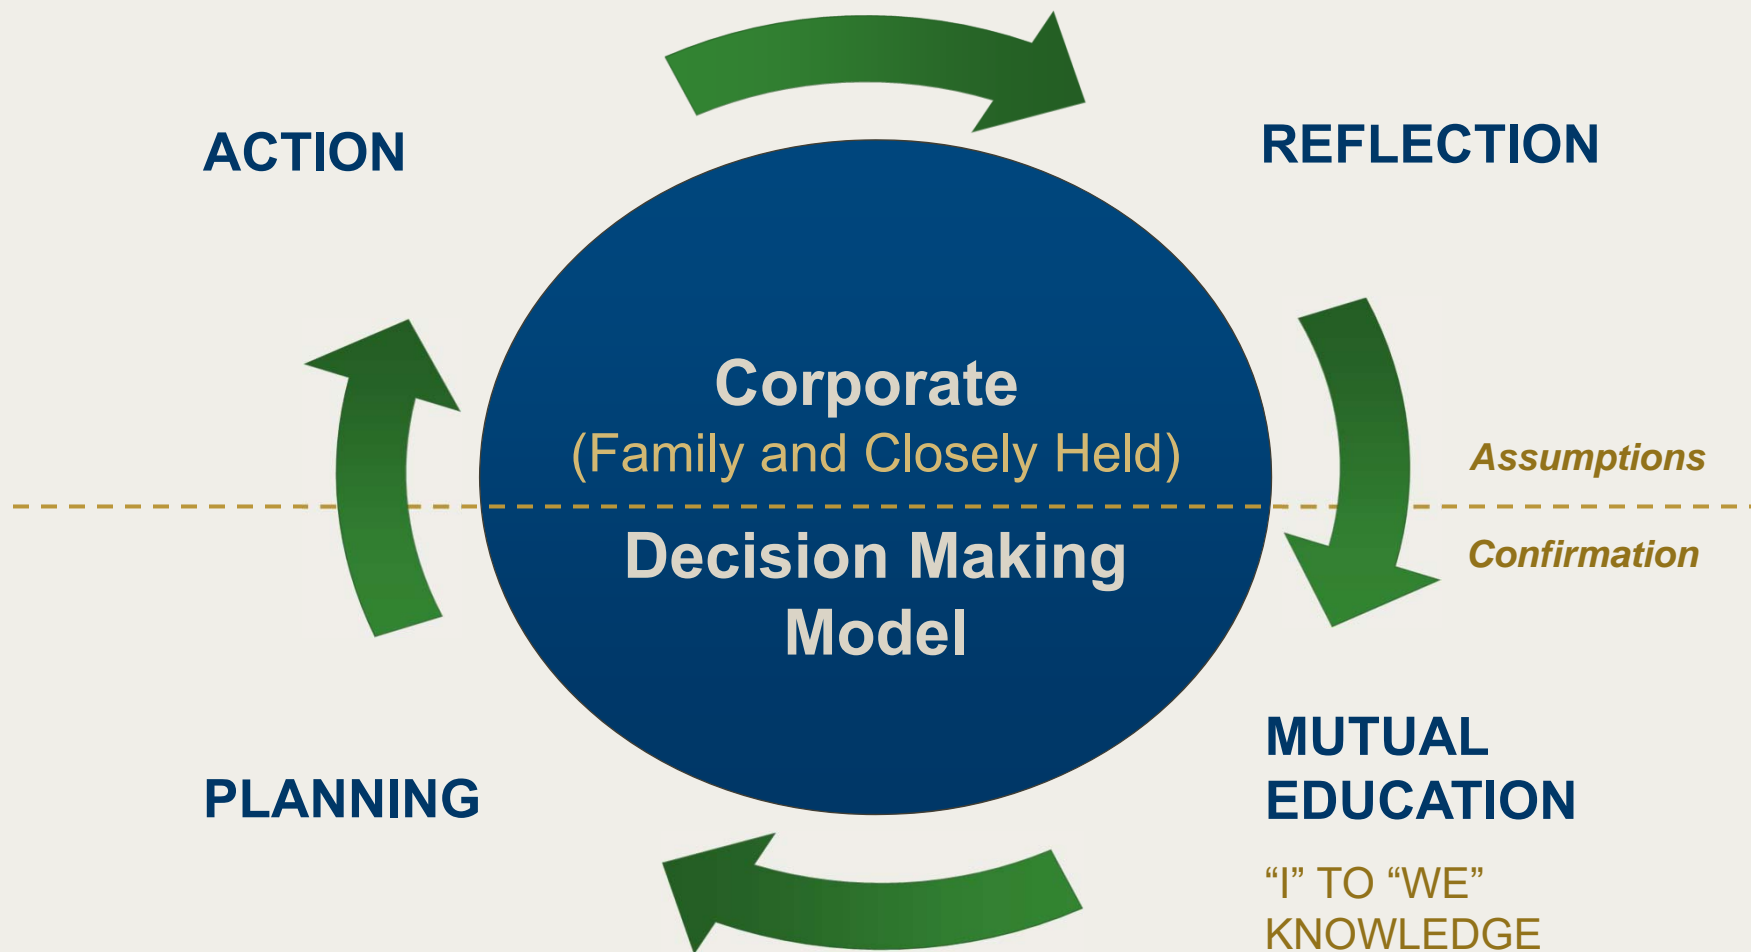 ACTION
REFLECTION
Corporate
(Family and Closely Held)
Assumptions
Decision Making
Model
Confirmation
PLANNING
MUTUAL
EDUCATION
“I” TO “WE”
KNOWLEDGE